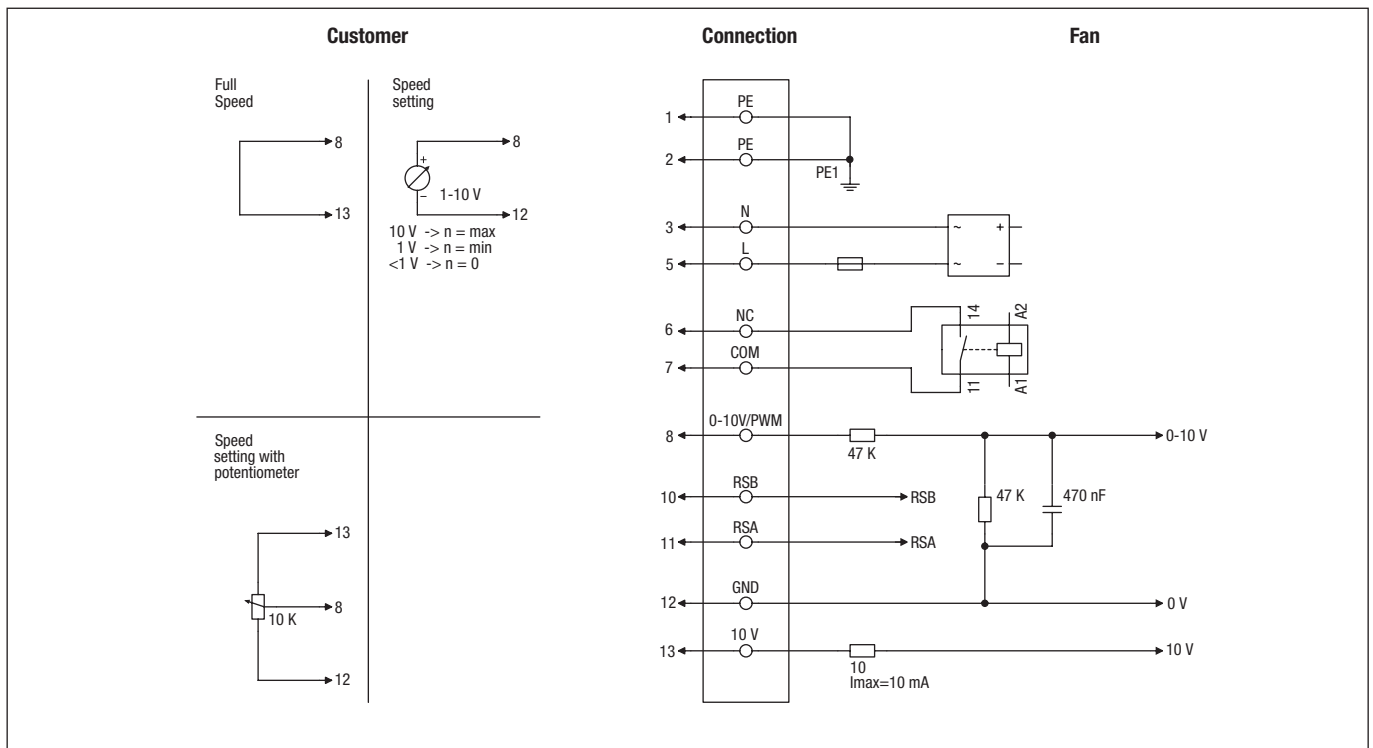 Customer
Connection
Fan
Full
Speed
8
13
Speed
setting
8
+
1-10 V
–
12
10 V -> n = max
1 V -> n = min
<1 V -> n = 0
Speed
setting with
potentiometer
13
8
10 K
12
PE
1
PE
2
PE1
N
3
~ +
L
5
~ –
NC
6
14
A2
COM
7
11
A1
0-10V/PWM
8
47 K
0-10 V
RSB
10
RSB
47 K
470 nF
RSA
11
RSA
GND
12
0 V
10 V
13
10 V
10
Imax=10 mA